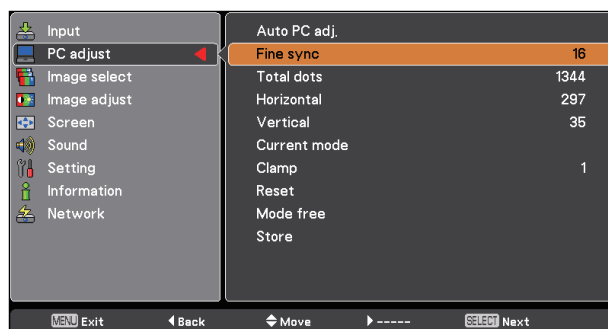 Input
PC adjust
Image select
Image adjust
Screen
Sound
Setting
Information
Network
Auto PC adj.
Fine sync 16
Total dots 1344
Horizontal 297
Vertical 35
Current mode
Clamp 1
Reset
Mode free
Store
MENU Exit Back Move ----- SELECT Next